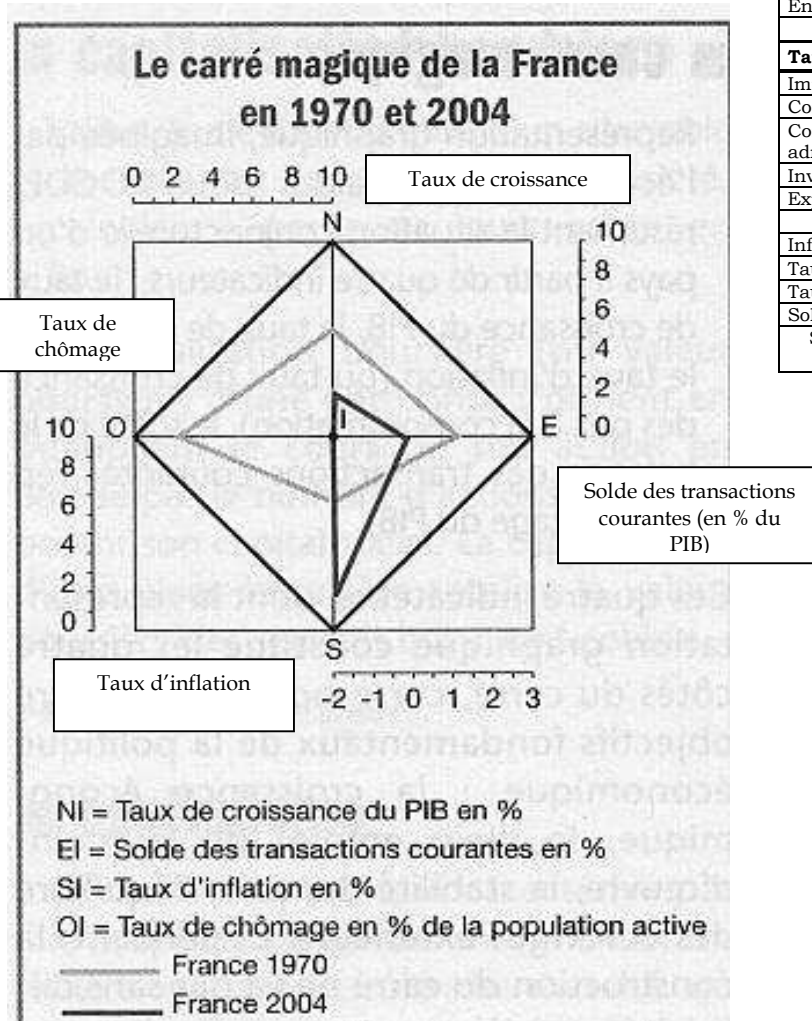 Le carré magique de la France
en 1970 et 2004
0 2 4 6 8 10
Taux de croissance
N
10
8
6
4
2
0
Taux de
chômage
I
O
E
10
8
6
4
2
0
Solde des transactions
courantes (en % du
PIB)
S
Taux d’inflation
-2 -1 0 1 2 3
NI = Taux de croissance du PIB en %
EI = Solde des transactions courantes en %
SI = Taux d'inflation en %
OI = Taux de chômage en % de la population active
France 1970
France 2004